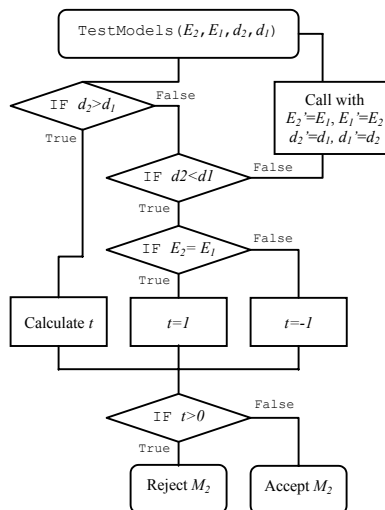 TestModels(E₂, E₁, d₂, d₁)
IF d₂>d₁
False
True
Call with
E₂'=E₁, E₁'=E₂
d₂'=d₁, d₁'=d₂
IF d2<d1
False
True
IF E₂= E₁
False
True
Calculate t
t=1
t=-1
IF t>0
False
True
Reject M₂
Accept M₂